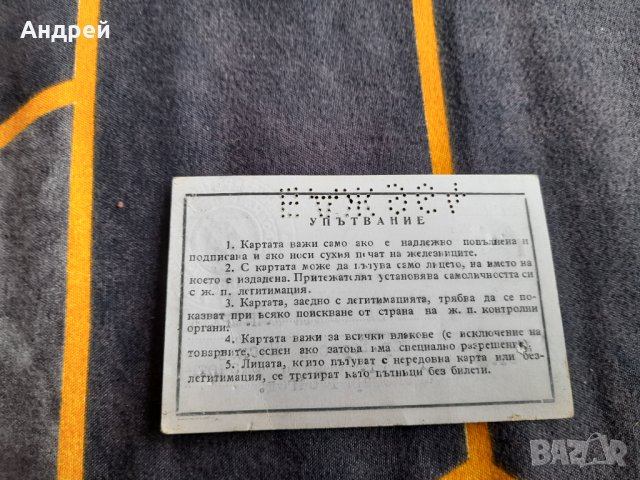 Андрей
УПЪТВАНЕ
1. Картата важи само ако е надлежно попълнена и
подписана и ако носи сухия печат на железниците.
2. С картата може да пътува само лицето, на името на
което е издадена. Притежателят установява самоличността си
с ж. п. легитимация.
3. Картата, заедно с легитимацията, трябва да се по-
казват при всяко поискване от страна на ж. п. контролни
органи.
4. Картата важи за всички влакове (с изключение на
товарните, освен ако затова има специално разрешение).
5. Лицата, които пътуват с нередовна карта или без
легитимация, се третират като пътници без билети.
BAZAR